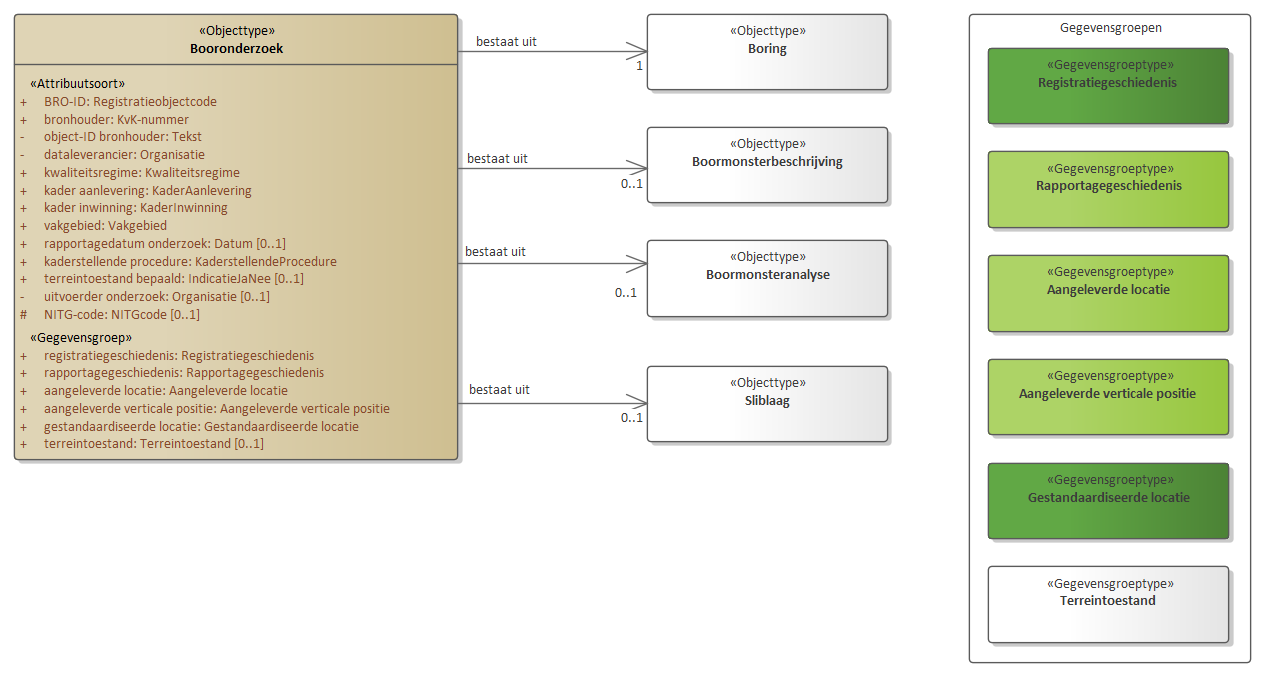 «Objecttype»
Booronderzoek
«Attribuutsoort»
+ BRO-ID: Registratieobjectcode
+ bronhouder: KvK-nummer
- object-ID bronhouder: Tekst
- dataleverancier: Organisatie
+ kwaliteitsregime: Kwaliteitsregime
+ kader aanlevering: KaderAanlevering
+ kader inwinning: KaderInwinning
+ vakgebied: Vakgebied
+ rapportagedatum onderzoek: Datum [0..1]
+ kaderstellende procedure: KaderstellendeProcedure
+ terreintoestand bepaald: IndicatieJaNee [0..1]
- uitvoerder onderzoek: Organisatie [0..1]
# NITG-code: NITGcode [0..1]
«Gegevensgroep»
+ registratiegeschiedenis: Registratiegeschiedenis
+ rapportagegeschiedenis: Rapportagegeschiedenis
+ aangeleverde locatie: Aangeleverde locatie
+ aangeleverde verticale positie: Aangeleverde verticale positie
+ gestandaardiseerde locatie: Gestandaardiseerde locatie
+ terreintoestand: Terreintoestand [0..1]
bestaat uit
1
«Objecttype»
Boring
bestaat uit
0..1
«Objecttype»
Boormonsterbeschrijving
bestaat uit
0..1
«Objecttype»
Boormonsteranalyse
bestaat uit
0..1
«Objecttype»
Sliblaag
Gegevensgroepen
«Gegevensgroeptype»
Registratiegeschiedenis
«Gegevensgroeptype»
Rapportagegeschiedenis
«Gegevensgroeptype»
Aangeleverde locatie
«Gegevensgroeptype»
Aangeleverde verticale positie
«Gegevensgroeptype»
Gestandaardiseerde locatie
«Gegevensgroeptype»
Terreintoestand